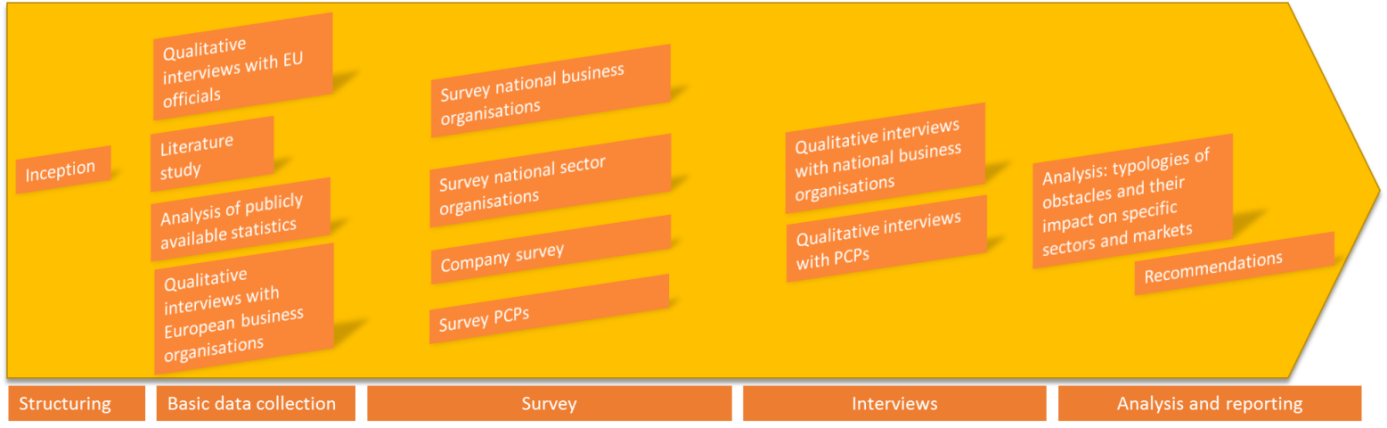 Inception
Qualitative
interviews with EU
officials
Literature
study
Analysis of publicly
available statistics
Qualitative
interviews with
European business
organisations
Survey national business
organisations
Survey national sector
organisations
Company survey
Survey PCPs
Qualitative interviews
with national business
organisations
Qualitative interviews
with PCPs
Analysis: typologies of
obstacles and their
impact on specific
sectors and markets
Recommendations
Structuring
Basic data collection
Survey
Interviews
Analysis and reporting